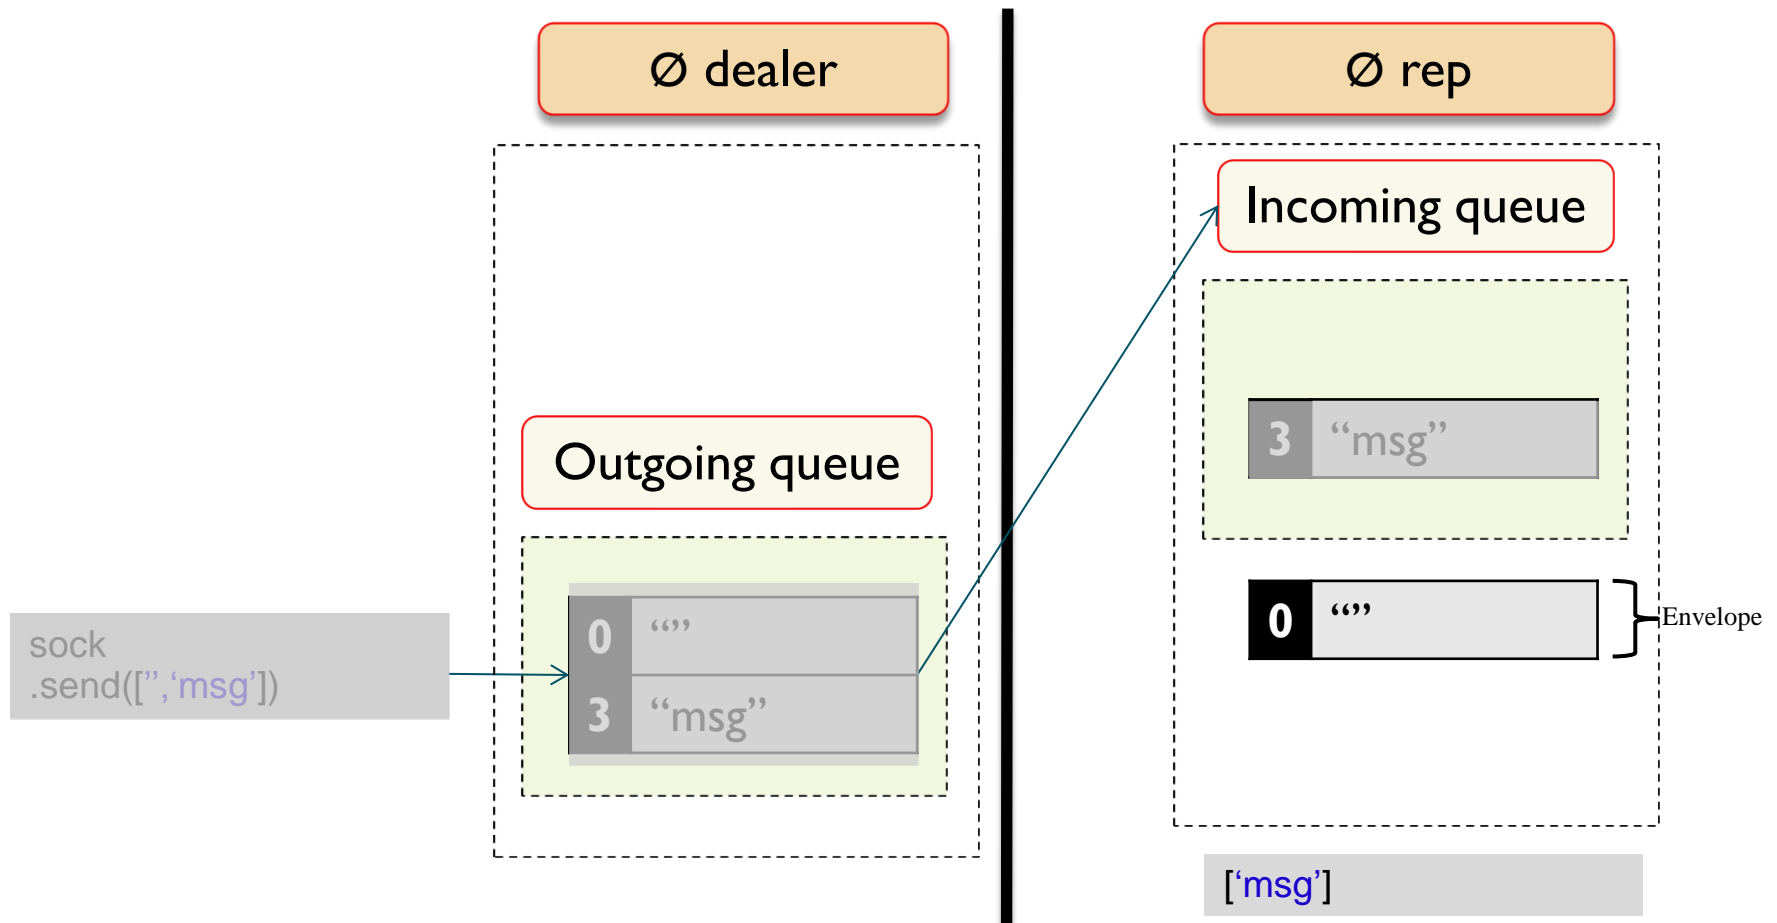 Ø dealer
Ø rep
Incoming queue
3 “msg”
Outgoing queue
0 “”
3 “msg”
sock
.send([’’,‘msg’])
0 “”
Envelope
[‘msg’]